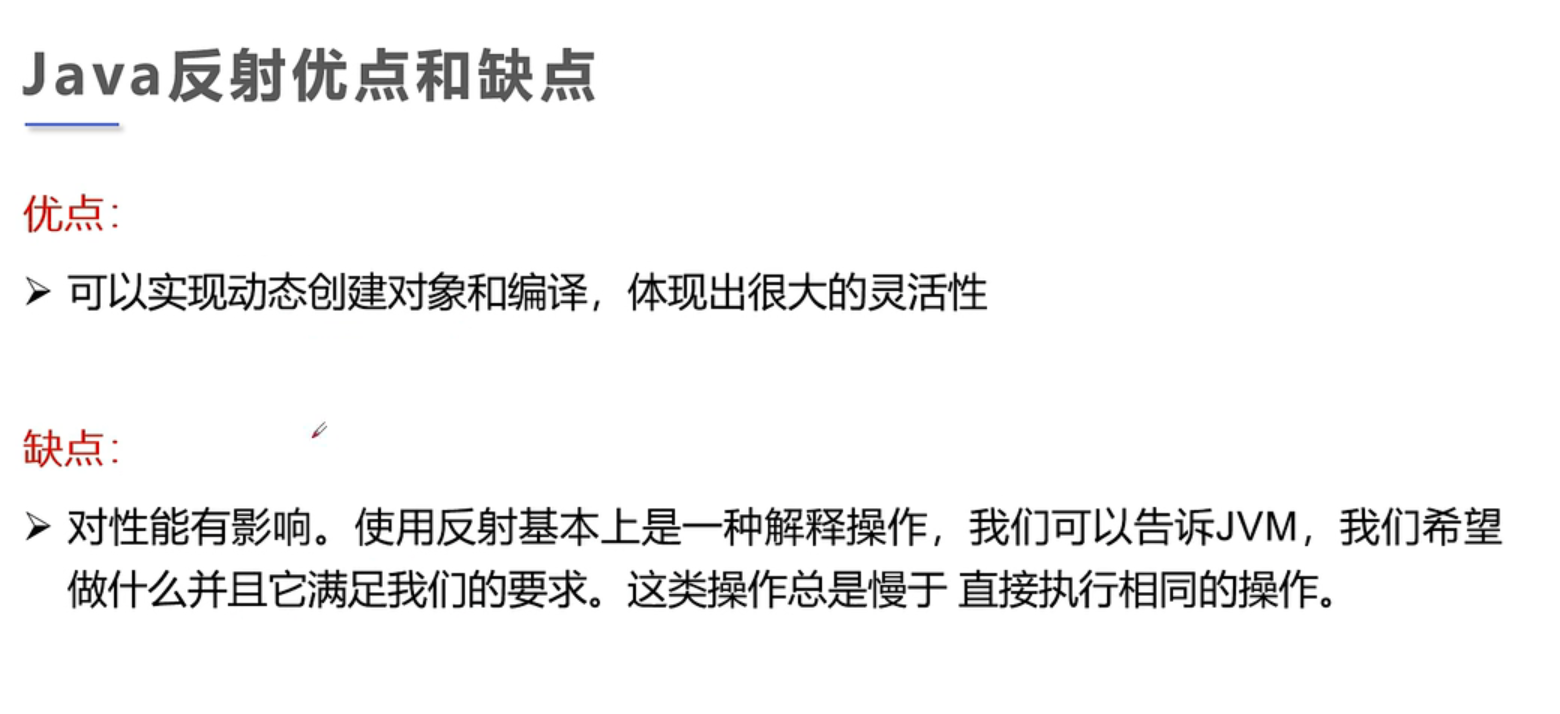 Java反射优点和缺点
优点：
➢ 可以实现动态创建对象和编译，体现出很大的灵活性
缺点：
➢ 对性能有影响。使用反射基本上是一种解释操作，我们可以告诉JVM，我们希望
做什么并且它满足我们的要求。这类操作总是慢于 直接执行相同的操作。